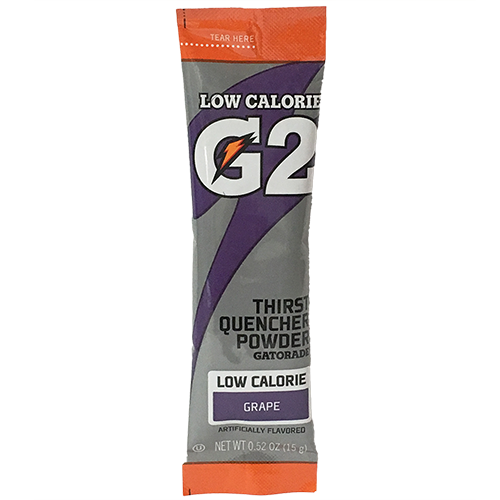 TEAR HERE
LOW CALORIE
G2
THIRST
QUENCHER
POWDER
GATORADE
LOW CALORIE
GRAPE
ARTIFICIALLY FLAVORED
U NET WT 0.52 OZ (15 g)